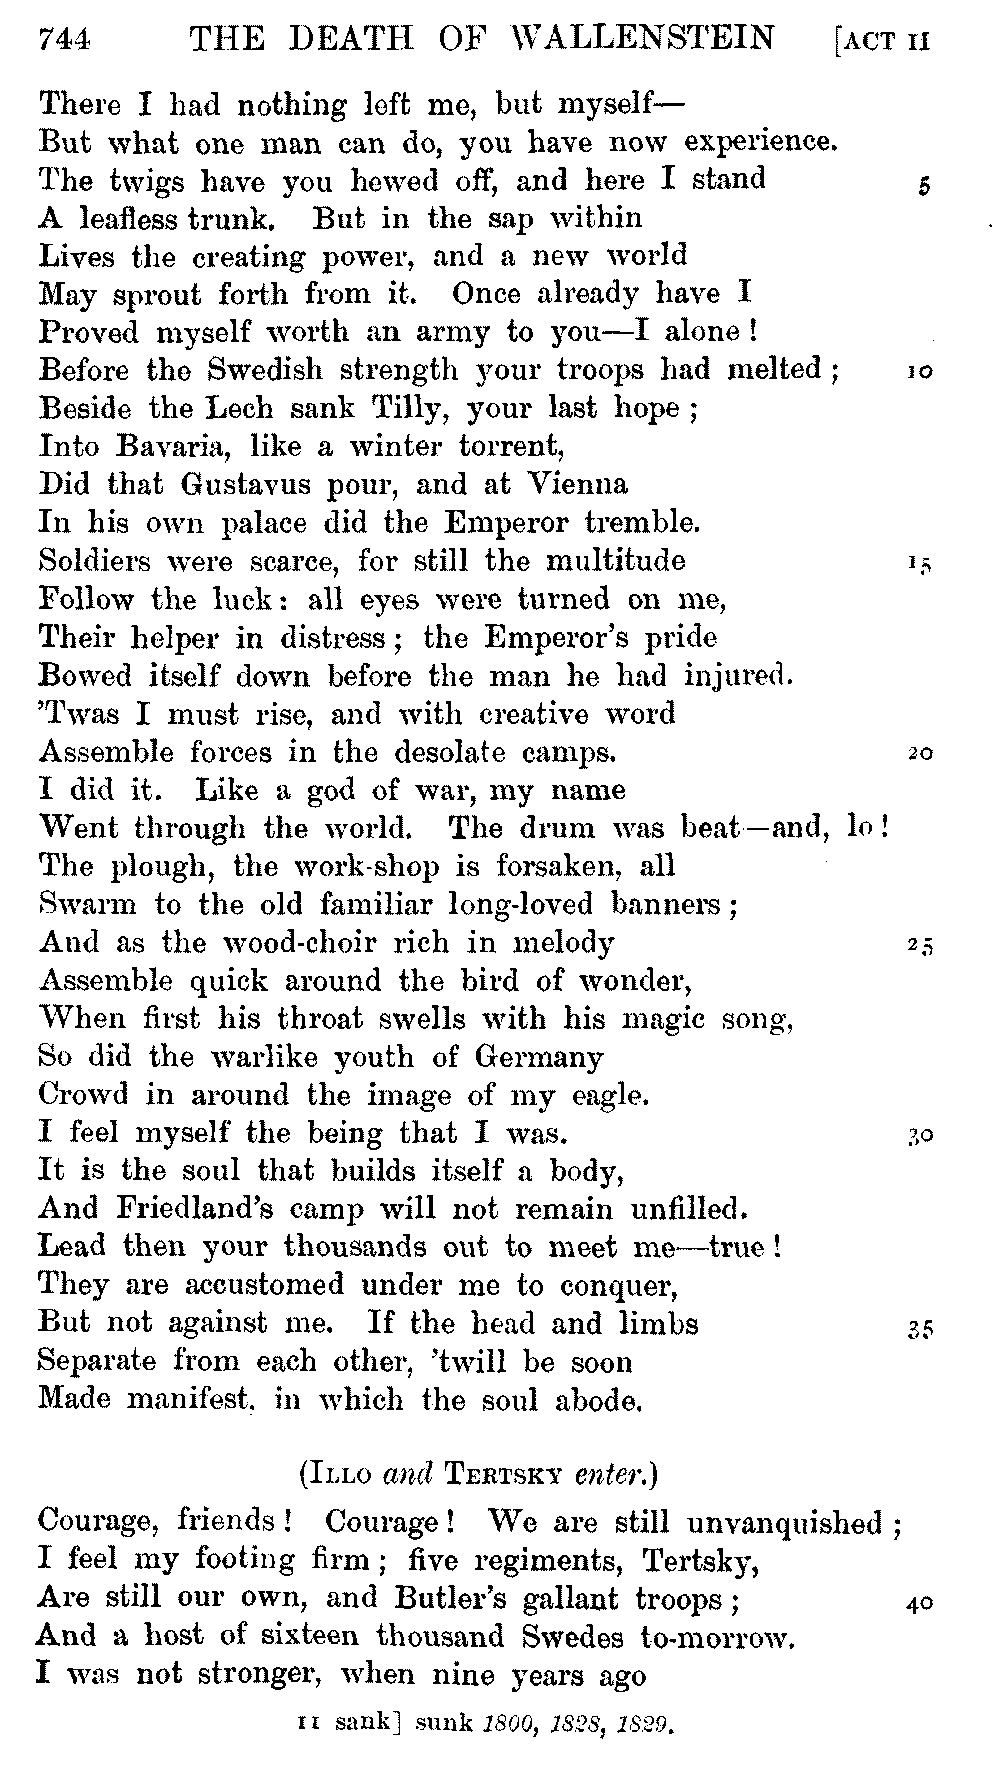 744 THE DEATH OF WALLENSTEIN [ACT II
There I had nothing left me, but myself—
But what one man can do, you have now experience.
The twigs have you hewed off, and here I stand 5
A leafless trunk. But in the sap within
Lives the creating power, and a new world
May sprout forth from it. Once already have I
Proved myself worth an army to you—I alone !
Before the Swedish strength your troops had melted ; 10
Beside the Lech sank Tilly, your last hope ;
Into Bavaria, like a winter torrent,
Did that Gustavus pour, and at Vienna
In his own palace did the Emperor tremble.
Soldiers were scarce, for still the multitude 15
Follow the luck : all eyes were turned on me,
Their helper in distress ; the Emperor's pride
Bowed itself down before the man he had injured.
'Twas I must rise, and with creative word
Assemble forces in the desolate camps. 20
I did it. Like a god of war, my name
Went through the world. The drum was beat—and, lo !
The plough, the work-shop is forsaken, all
Swarm to the old familiar long-loved banners ;
And as the wood-choir rich in melody 25
Assemble quick around the bird of wonder,
When first his throat swells with his magic song,
So did the warlike youth of Germany
Crowd in around the image of my eagle.
I feel myself the being that I was. 30
It is the soul that builds itself a body,
And Friedland's camp will not remain unfilled.
Lead then your thousands out to meet me—true !
They are accustomed under me to conquer,
But not against me. If the head and limbs 35
Separate from each other, 'twill be soon
Made manifest, in which the soul abode.
(ILLO and TERTSKY enter.)
Courage, friends ! Courage ! We are still unvanquished ;
I feel my footing firm ; five regiments, Tertsky,
Are still our own, and Butler's gallant troops ; 40
And a host of sixteen thousand Swedes to-morrow.
I was not stronger, when nine years ago
11 sank] sunk 1800, 1828, 1829.